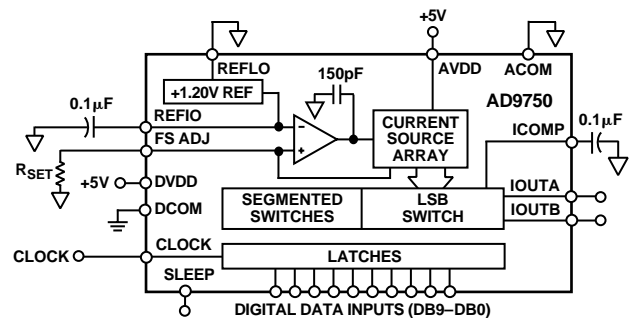 +5V
REFLO
150pF
AVDD
ACOM
+1.20V REF
AD9750
0.1μF
REFIO
CURRENT
SOURCE
ARRAY
ICOMP
0.1μF
FS ADJ
RSET
+5V
DVDD
DCOM
SEGMENTED
SWITCHES
LSB
SWITCH
IOUTA
IOUTB
CLOCK
CLOCK
LATCHES
SLEEP
DIGITAL DATA INPUTS (DB9–DB0)